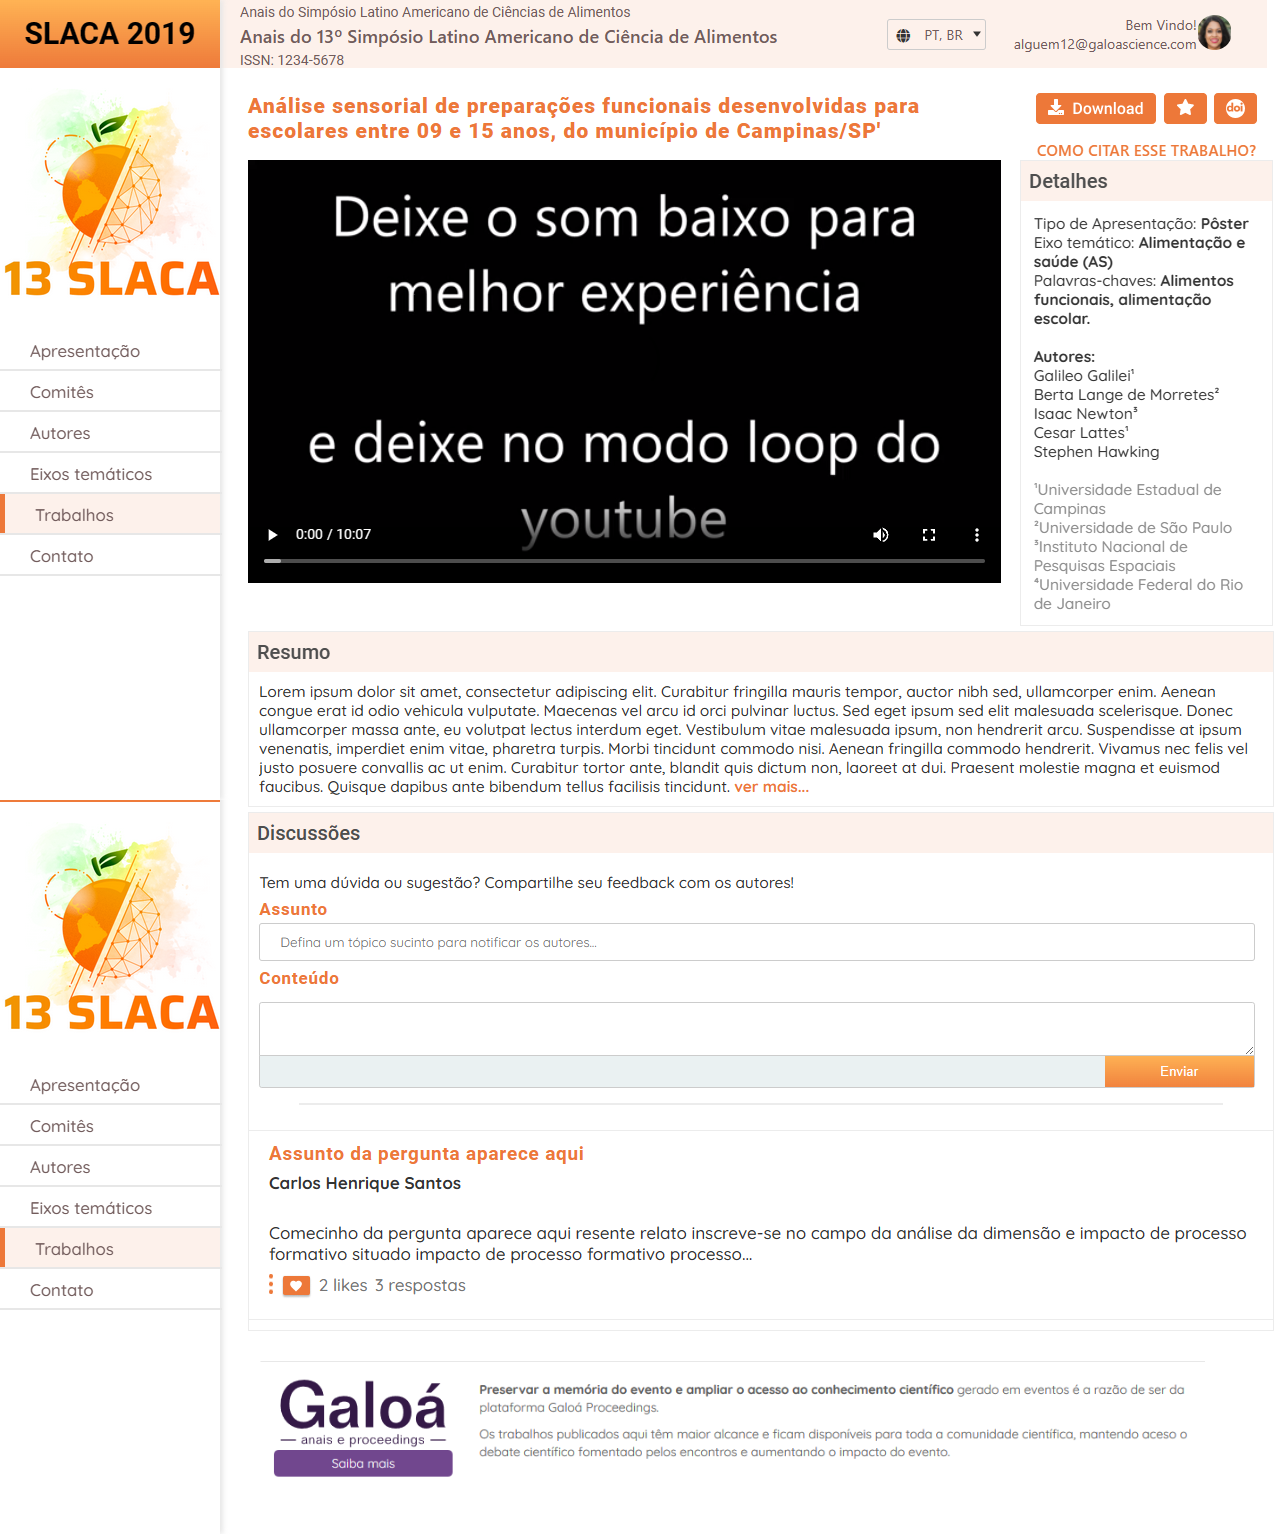 SLACA 2019
Anais do Simpósio Latino Americano de Ciências de Alimentos
Anais do 13º Simpósio Latino Americano de Ciência de Alimentos
ISSN: 1234-5678
PT, BR
Bem Vindo!
alguem12@galoascience.com
13 SLACA
Apresentação
Comitês
Autores
Eixos temáticos
Trabalhos
Contato
Análise sensorial de preparações funcionais desenvolvidas para
escolares entre 09 e 15 anos, do município de Campinas/SP'
Download
doi
COMO CITAR ESSE TRABALHO?
Deixe o som baixo para
melhor experiência
e deixe no modo loop do
youtube
0:00 / 10:07
Detalhes
Tipo de Apresentação: Pôster
Eixo temático: Alimentação e
saúde (AS)
Palavras-chaves: Alimentos
funcionais, alimentação
escolar.
Autores:
Galileo Galilei¹
Berta Lange de Morretes²
Isaac Newton³
Cesar Lattes¹
Stephen Hawking
¹Universidade Estadual de
Campinas
²Universidade de São Paulo
³Instituto Nacional de
Pesquisas Espaciais
⁴Universidade Federal do Rio
de Janeiro
Resumo
Lorem ipsum dolor sit amet, consectetur adipiscing elit. Curabitur fringilla mauris tempor, auctor nibh sed, ullamcorper enim. Aenean
congue erat id odio vehicula vulputate. Maecenas vel arcu id orci pulvinar luctus. Sed eget ipsum sed elit malesuada scelerisque. Donec
ullamcorper massa ante, eu volutpat lectus interdum eget. Vestibulum vitae malesuada ipsum, non hendrerit arcu. Suspendisse at ipsum
venenatis, imperdiet enim vitae, pharetra turpis. Morbi tincidunt commodo nisi. Aenean fringilla commodo hendrerit. Vivamus nec felis vel
justo posuere convallis ac ut enim. Curabitur tortor ante, blandit quis dictum non, laoreet at dui. Praesent molestie magna et euismod
faucibus. Quisque dapibus ante bibendum tellus facilisis tincidunt. ver mais...
Discussões
Tem uma dúvida ou sugestão? Compartilhe seu feedback com os autores!
Assunto
Defina um tópico sucinto para notificar os autores...
Conteúdo
Enviar
13 SLACA
Apresentação
Comitês
Autores
Eixos temáticos
Trabalhos
Contato
Assunto da pergunta aparece aqui
Carlos Henrique Santos
Comecinho da pergunta aparece aqui resente relato inscreve-se no campo da análise da dimensão e impacto de processo
formativo situado impacto de processo formativo processo...
2 likes 3 respostas
Galoá
anais e proceedings
Saiba mais
Preservar a memória do evento e ampliar o acesso ao conhecimento científico gerado em eventos é a razão de ser da
plataforma Galoá Proceedings.
Os trabalhos publicados aqui têm maior alcance e ficam disponíveis para toda a comunidade científica, mantendo aceso o
debate científico fomentado pelos encontros e aumentando o impacto do evento.